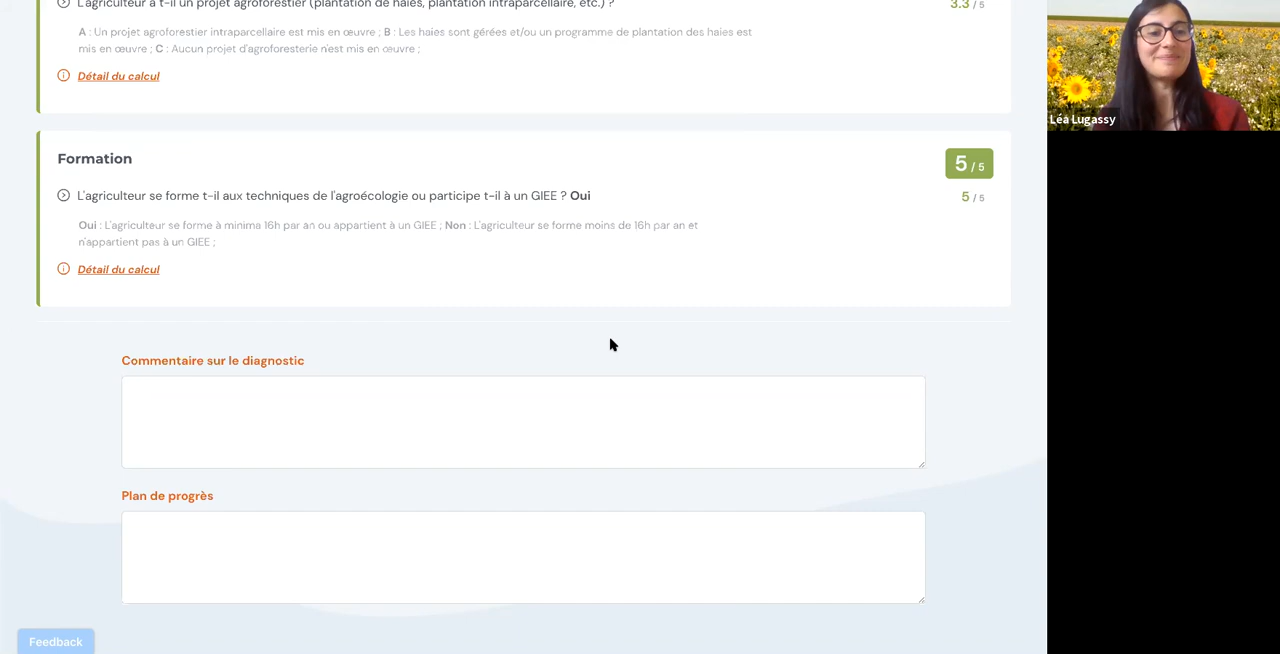 L'agriculteur a t-il un projet agroforestier (plantation de haies, plantation intraparcellaire, etc.) ?
3.3 / 5
A : Un projet agroforestier intraparcellaire est mis en œuvre ; B : Les haies sont gérées et/ou un programme de plantation des haies est
mis en œuvre ; C : Aucun projet d'agroforesterie n'est mis en œuvre ;
Détail du calcul
Formation
5 / 5
L'agriculteur se forme t-il aux techniques de l'agroécologie ou participe t-il à un GIEE ? Oui
5 / 5
Oui : L'agriculteur se forme à minima 16h par an ou appartient à un GIEE ; Non : L'agriculteur se forme moins de 16h par an et
n'appartient pas à un GIEE ;
Détail du calcul
Commentaire sur le diagnostic
Plan de progrès
Feedback
Léa Lugassy